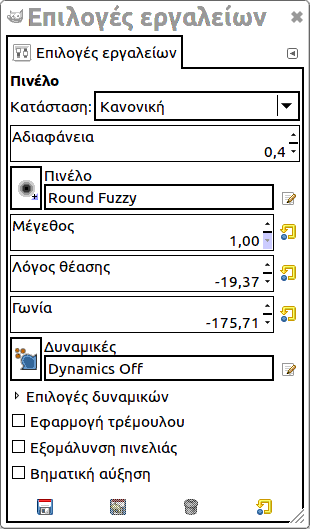 Επιλογές εργαλείων
Επιλογές εργαλείων
Πινέλο
Κατάσταση: Κανονική
Αδιαφάνεια
0,4
Πινέλο
Round Fuzzy
Μέγεθος
1,00
Λόγος θέασης
-19,37
Γωνία
-175,71
Δυναμικές
Dynamics Off
Επιλογές δυναμικών
Εφαρμογή τρέμουλου
Εξομάλυνση πινελιάς
Βηματική αύξηση